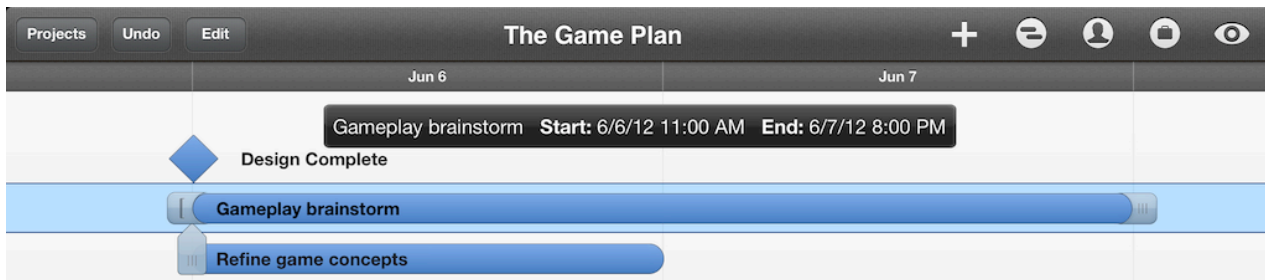 Projects Undo Edit The Game Plan
Jun 6 Jun 7
Gameplay brainstorm Start: 6/6/12 11:00 AM End: 6/7/12 8:00 PM
Design Complete
Gameplay brainstorm
Refine game concepts